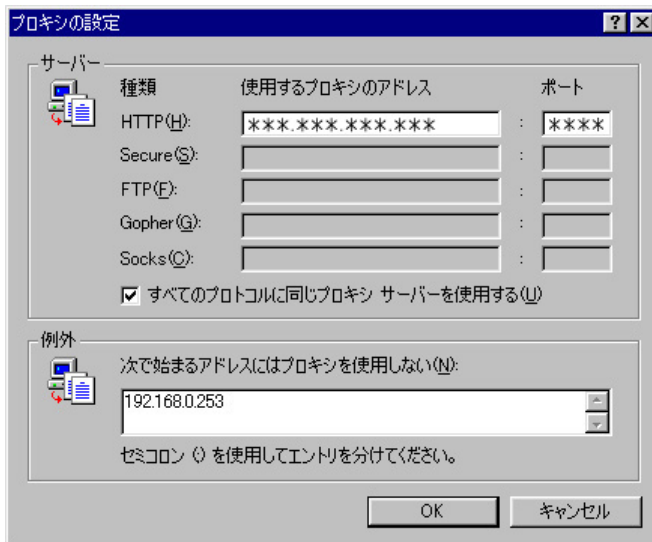 プロキシの設定
サーバー
種類 使用するプロキシのアドレス ポート
HTTP(H): ***.***.***.*** : ****
Secure(S): :
FTP(F): :
Gopher(G): :
Socks(C): :
すべてのプロトコルに同じプロキシ サーバーを使用する(U)
例外
次で始まるアドレスにはプロキシを使用しない(N):
192.168.0.253
セミコロン () を使用してエントリを分けてください。
OK キャンセル